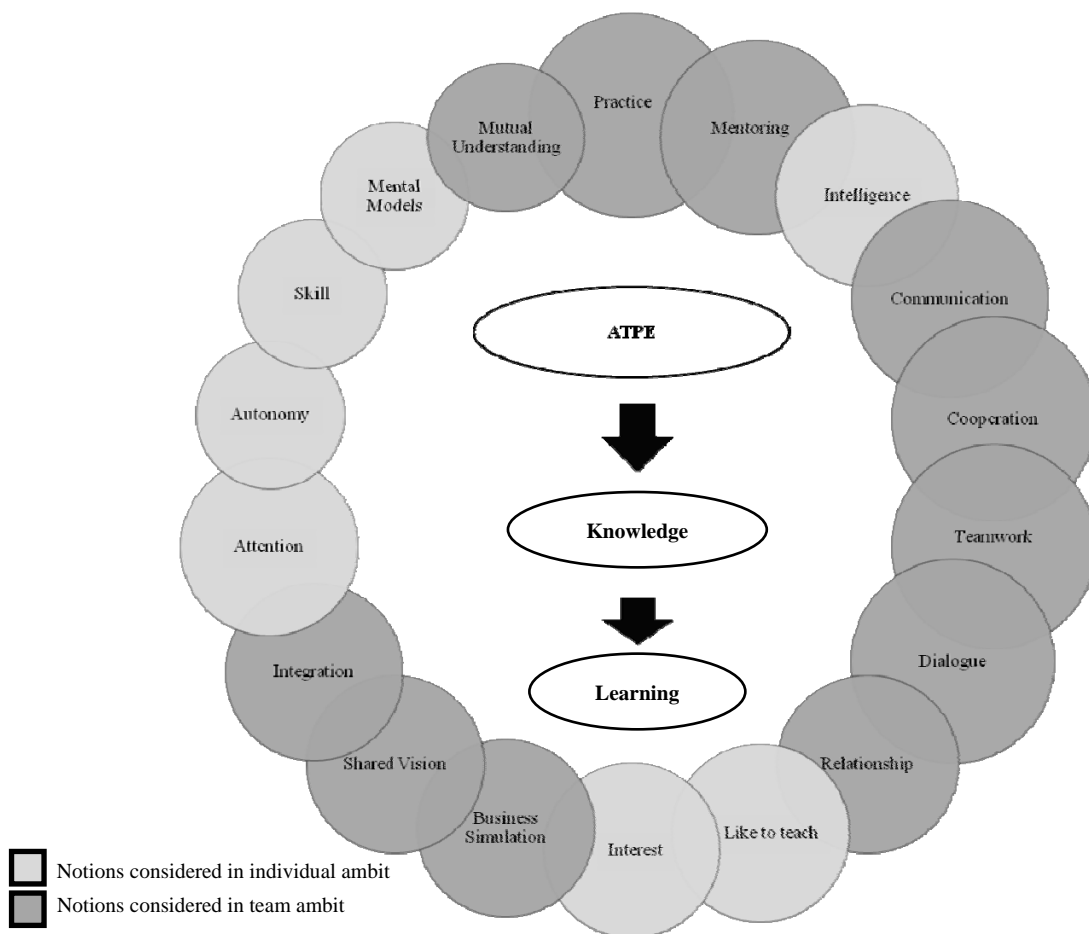 Practice
Mentoring
Mutual
Understanding
Mental
Models
Intelligence
Skill
Communication
ATPE
Autonomy
Cooperation
Knowledge
Attention
Teamwork
Integration
Dialogue
Learning
Shared Vision
Relationship
Business
Simulation
Interest
Like to teach
Notions considered in individual ambit
Notions considered in team ambit